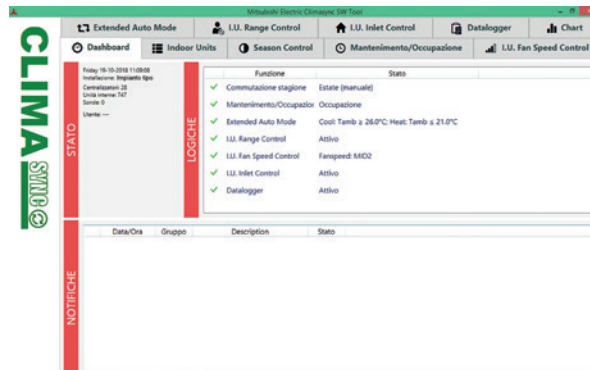 Mitsubishi Electric Climasync SW Tool
Extended Auto Mode
I.U. Range Control
I.U. Inlet Control
Datalogger
Chart
Dashboard
Indoor Units
Season Control
Mantenimento/Occupazione
I.U. Fan Speed Control
CLIMA SYNC
STATO
Friday 19-10-2018 11:09:08
Installazione: Impianto tipo
Centralizzatori: 28
Unità interne: 747
Sonde: 0
Utente: ---
LOGICHE
Funzione Stato
Commutazione stagione Estate (manuale)
Mantenimento/Occupazior Occupazione
Extended Auto Mode Cool: Tamb ≥ 26.0°C; Heat: Tamb ≤ 21.0°C
I.U. Range Control Attivo
I.U. Fan Speed Control Fanspeed: MID2
I.U. Inlet Control Attivo
Datalogger Attivo
NOTIFICHE
Data/Ora Gruppo Description Stato